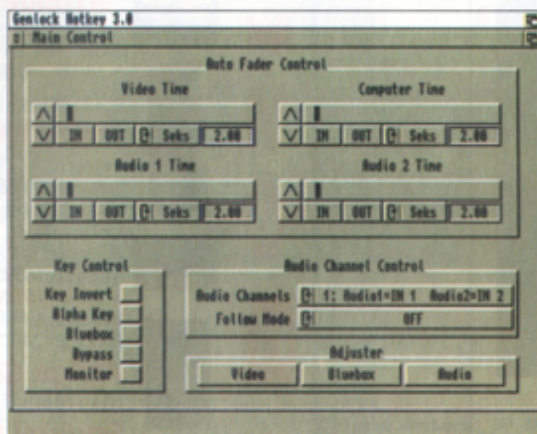 Genlock Hotkey 3.0
Main Control
Auto Fader Control
Video Time
Computer Time
IN OUT Seks 2.00
IN OUT Seks 2.00
Audio 1 Time
Audio 2 Time
IN OUT Seks 2.00
IN OUT Seks 2.00
Key Control
Key Invert
Alpha Key
Bluebox
Bypass
Monitor
Audio Channel Control
Audio Channels 1: Audio1=IN 1 Audio2=IN 2
Follow Mode OFF
Adjuster
Video Bluebox Audio